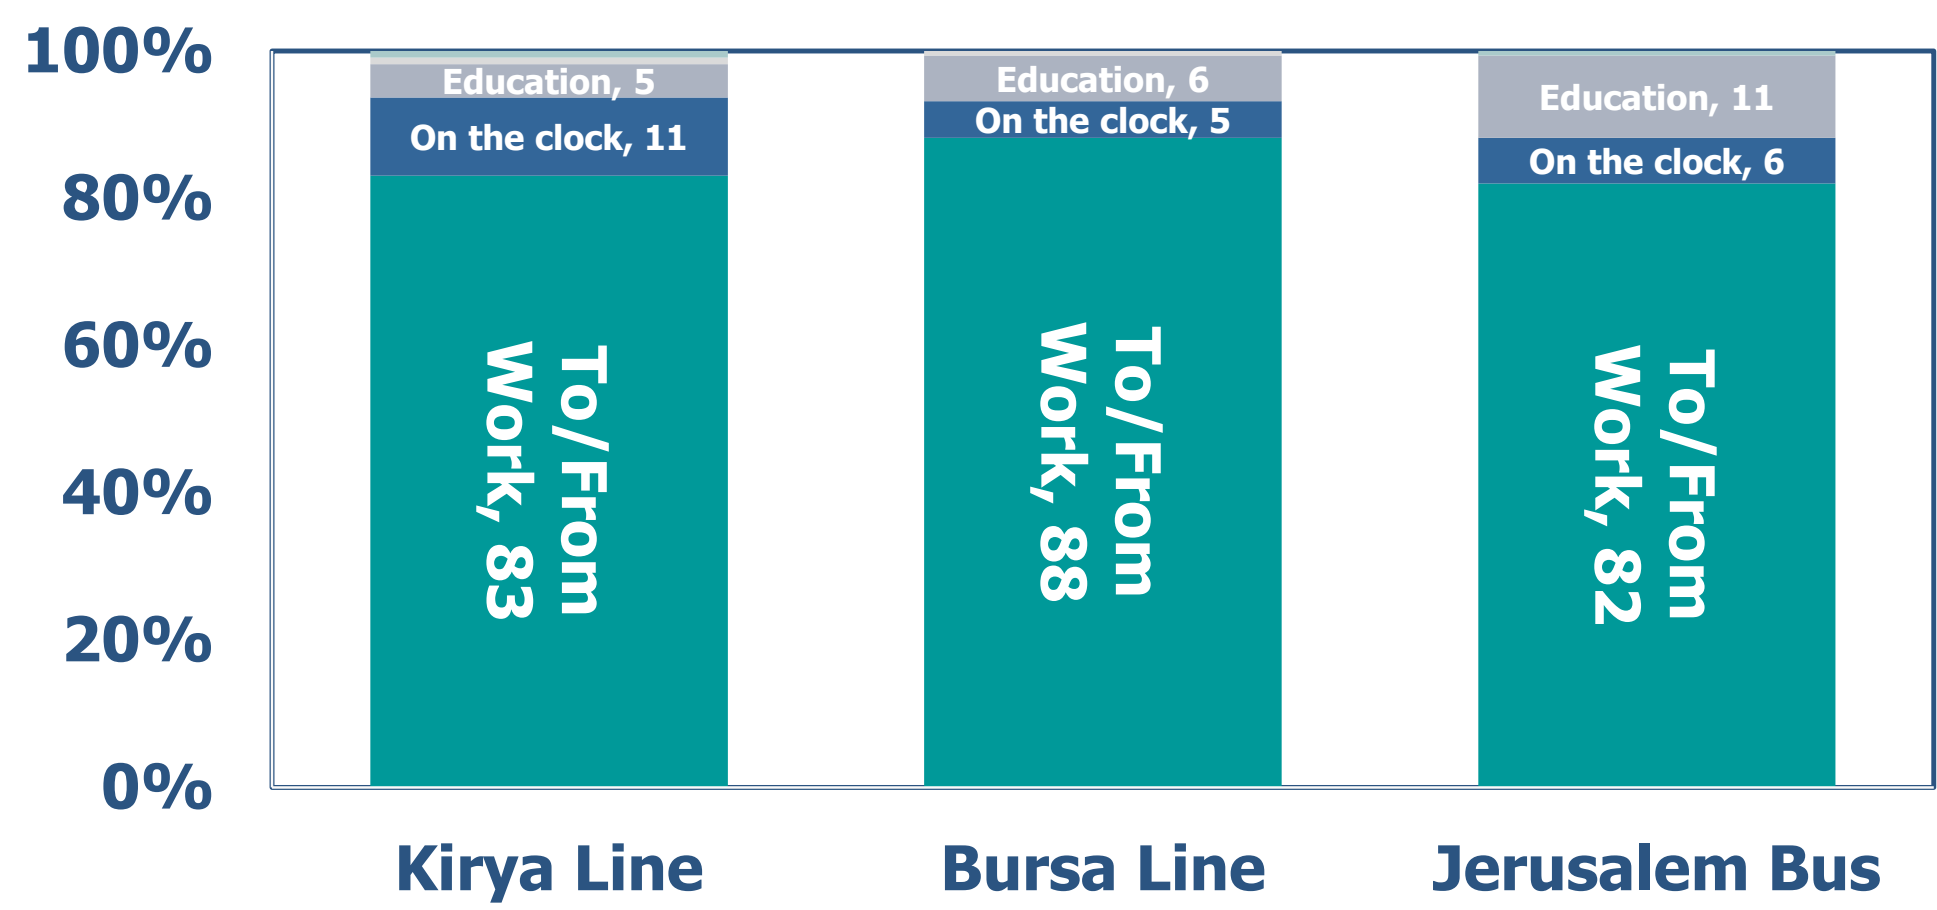 100%
80%
60%
40%
20%
0%
Education, 5
On the clock, 11
To/From
Work, 83
Education, 6
On the clock, 5
To/From
Work, 88
Education, 11
On the clock, 6
To/From
Work, 82
Kirya Line
Bursa Line
Jerusalem Bus